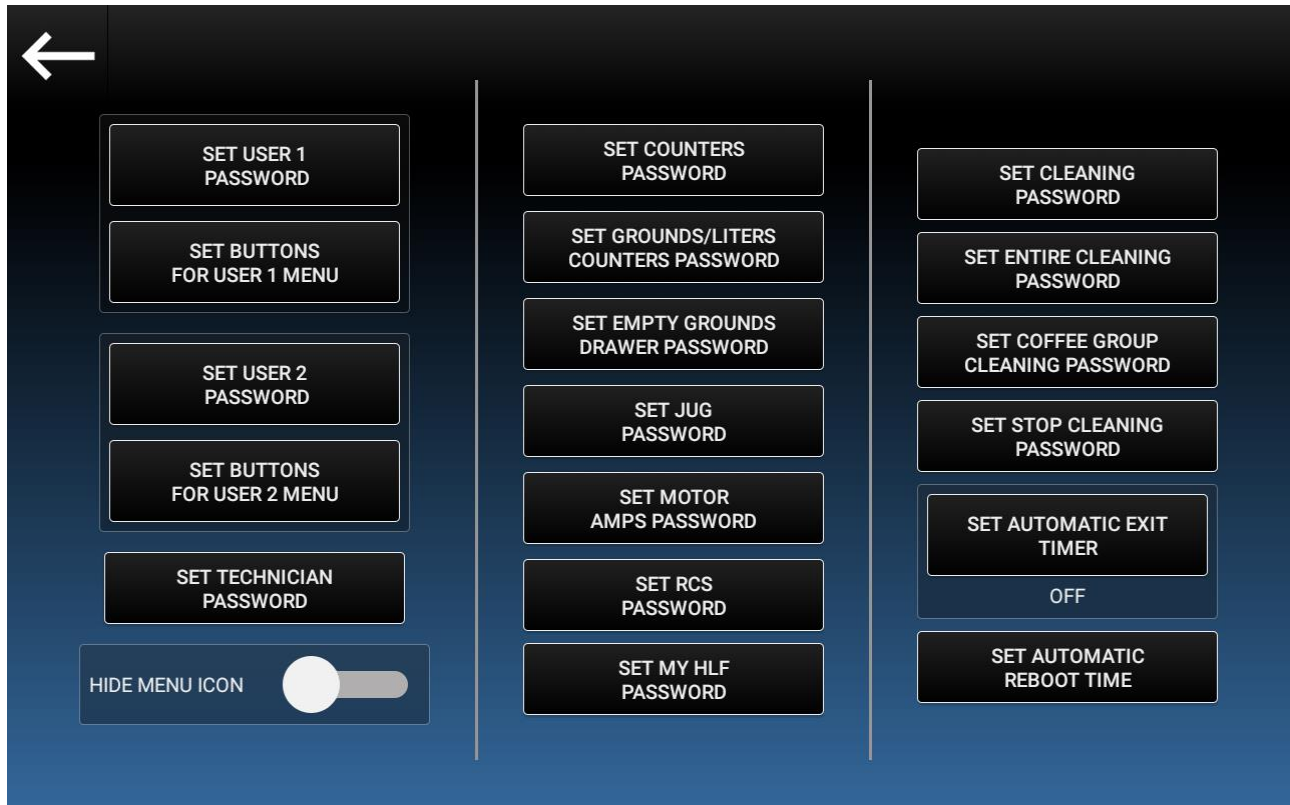 SET USER 1
PASSWORD
SET BUTTONS
FOR USER 1 MENU
SET USER 2
PASSWORD
SET BUTTONS
FOR USER 2 MENU
SET TECHNICIAN
PASSWORD
HIDE MENU ICON
SET COUNTERS
PASSWORD
SET GROUNDS/LITERS
COUNTERS PASSWORD
SET EMPTY GROUNDS
DRAWER PASSWORD
SET JUG
PASSWORD
SET MOTOR
AMPS PASSWORD
SET RCS
PASSWORD
SET MY HLF
PASSWORD
SET CLEANING
PASSWORD
SET ENTIRE CLEANING
PASSWORD
SET COFFEE GROUP
CLEANING PASSWORD
SET STOP CLEANING
PASSWORD
SET AUTOMATIC EXIT
TIMER
OFF
SET AUTOMATIC
REBOOT TIME